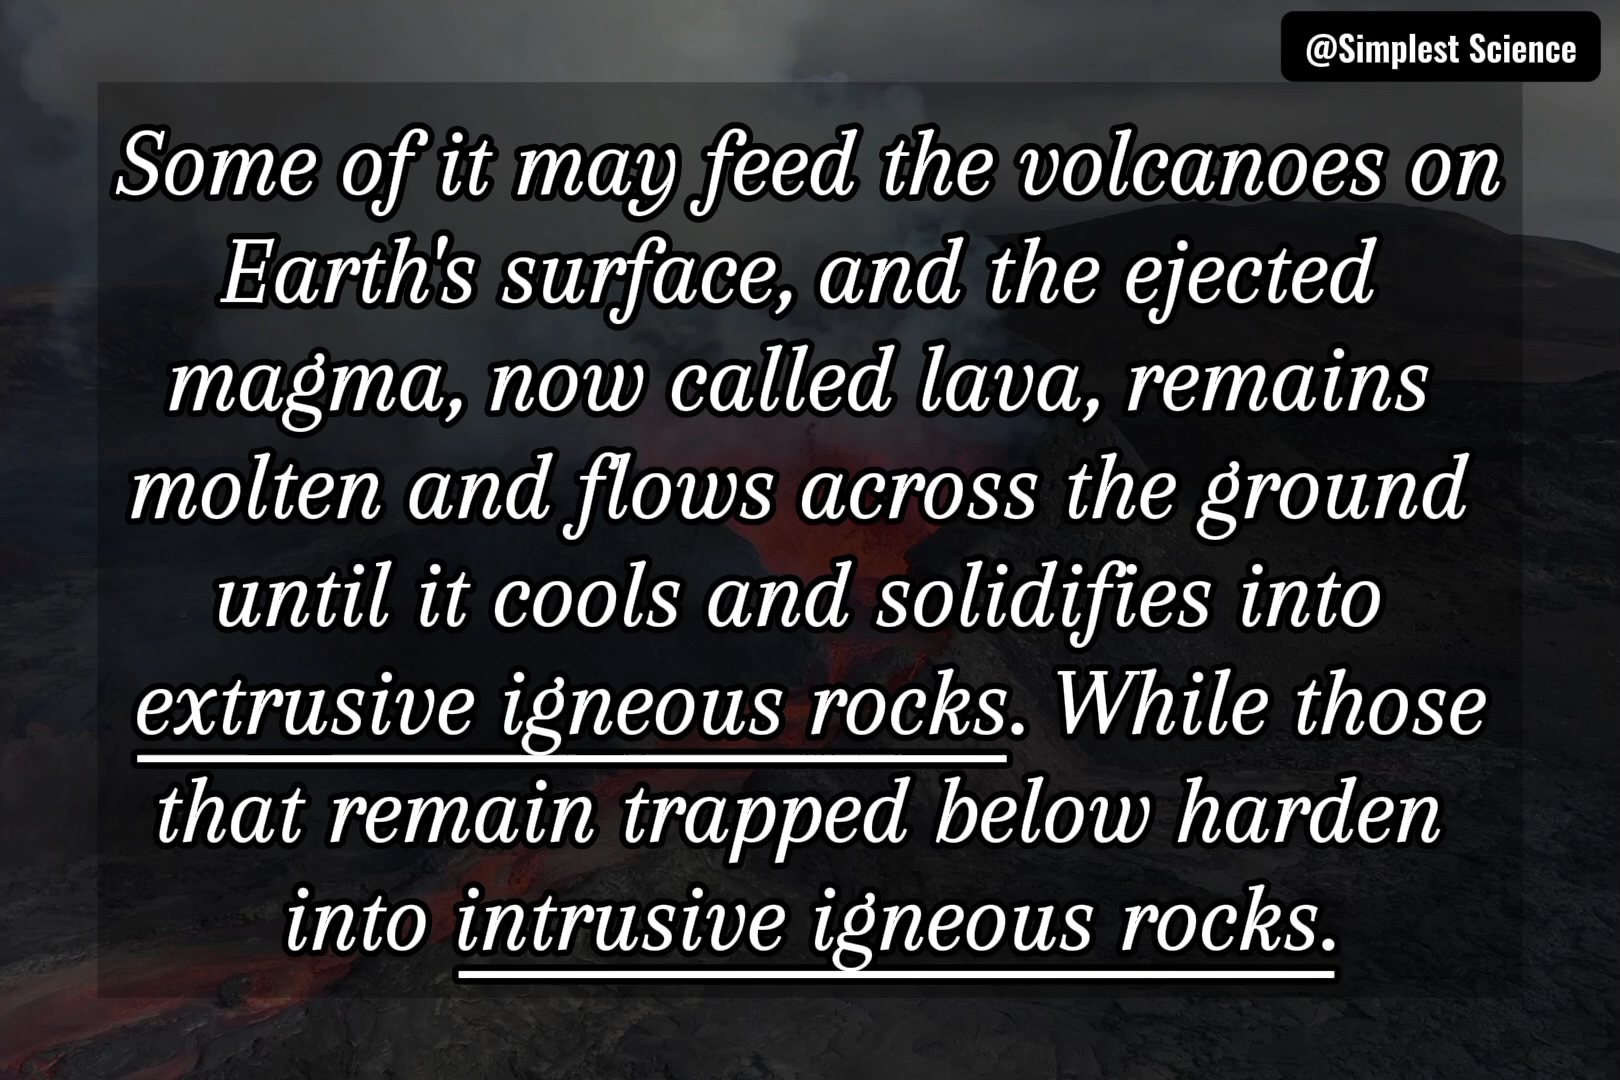 @Simplest Science
Some of it may feed the volcanoes on
Earth's surface, and the ejected
magma, now called lava, remains
molten and flows across the ground
until it cools and solidifies into
extrusive igneous rocks. While those
that remain trapped below harden
into intrusive igneous rocks.